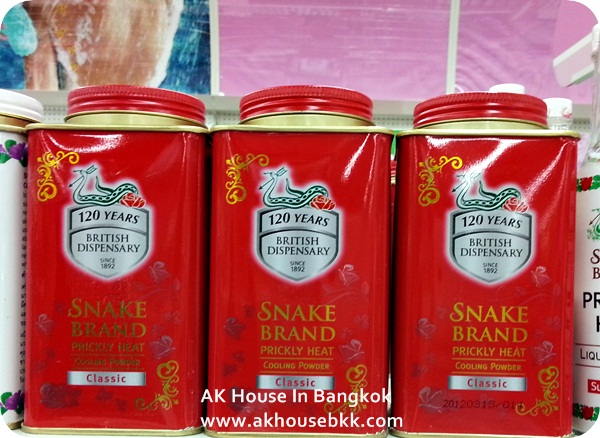 120 YEARS
BRITISH
DISPENSARY
SINCE
1892
SNAKE
BRAND
PRICKLY HEAT
COOLING POWDER
Classic
120 YEARS
BRITISH
DISPENSARY
SINCE
1892
SNAKE
BRAND
PRICKLY HEAT
COOLING POWDER
Classic
120 YEARS
BRITISH
DISPENSARY
SINCE
1892
SNAKE
BRAND
PRICKLY HEAT
COOLING POWDER
Classic
AK House In Bangkok
www.akhousebkk.com